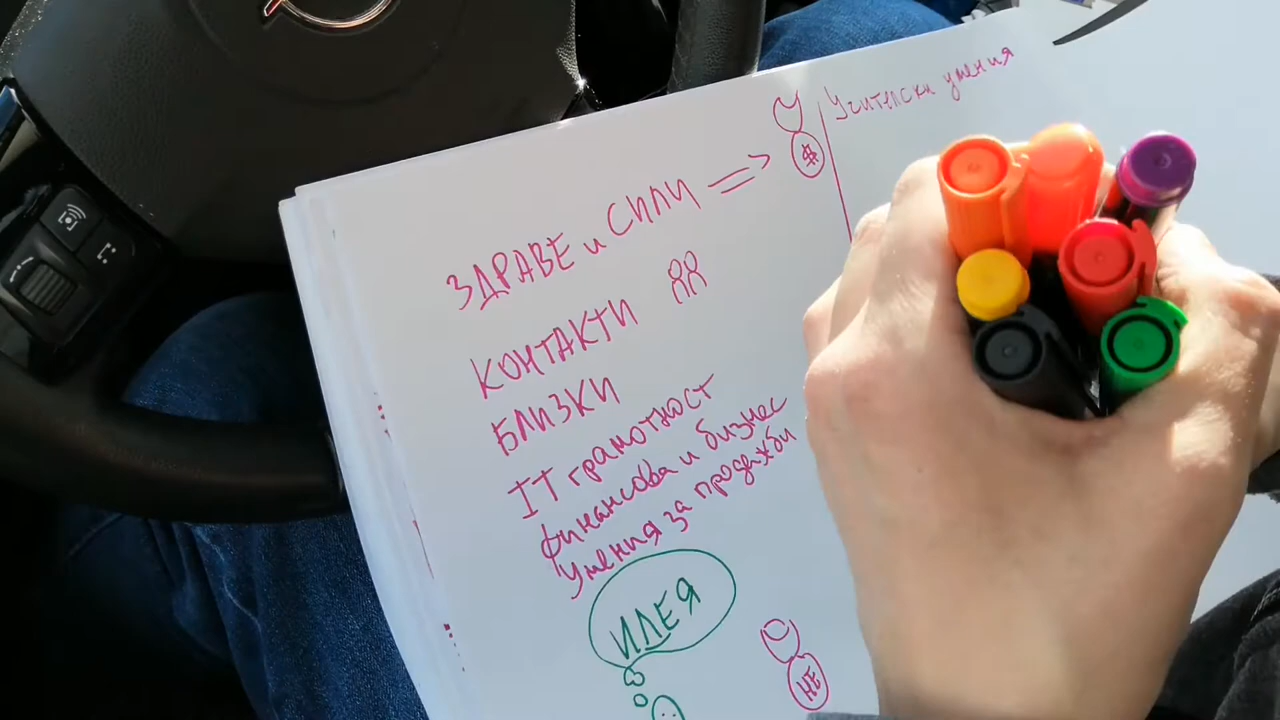 ЗДРАВЕ и СИЛИ => $
Учителски умения
КОНТАКТИ
БЛИЗКИ
IT грамотност
финансова и бизнес
Умения за продажби
ИДЕЯ
НЕ